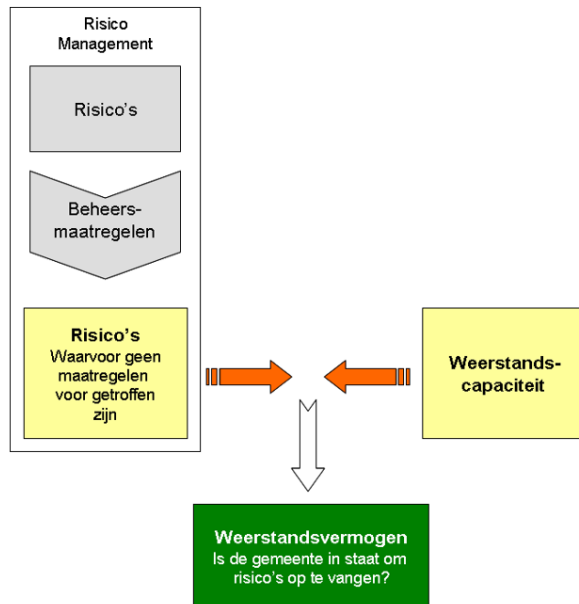 Risico
Management
Risico's
Beheers-
maatregelen
Risico's
Waarvoor geen
maatregelen
voor getroffen
zijn
Weerstands-
capaciteit
Weerstandsvermogen
Is de gemeente in staat om
risico's op te vangen?